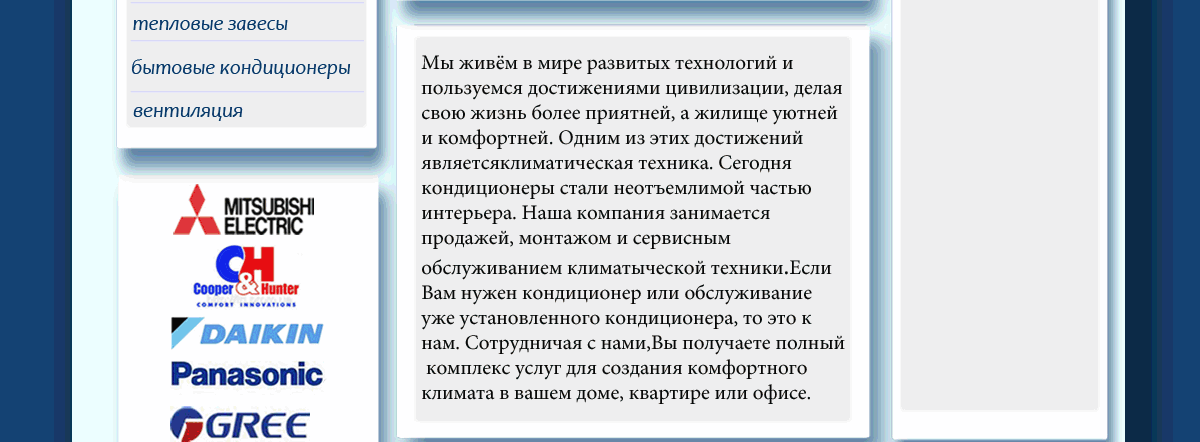 тепловые завесы
бытовые кондиционеры
вентиляция
MITSUBISHI
ELECTRIC
CH
&
Cooper Hunter
COMFORT INNOVATIONS
DAIKIN
Panasonic
GREE
Мы живём в мире развитых технологий и
пользуемся достижениями цивилизации, делая
свою жизнь более приятней, а жилище уютней
и комфортней. Одним из этих достижений
являетсяклиматическая техника. Сегодня
кондиционеры стали неотъемлимой частью
интерьера. Наша компания занимается
продажей, монтажом и сервисным
обслуживанием климатыческой техники.Если
Вам нужен кондиционер или обслуживание
уже установленного кондиционера, то это к
нам. Сотрудничая с нами,Вы получаете полный
комплекс услуг для создания комфортного
климата в вашем доме, квартире или офисе.